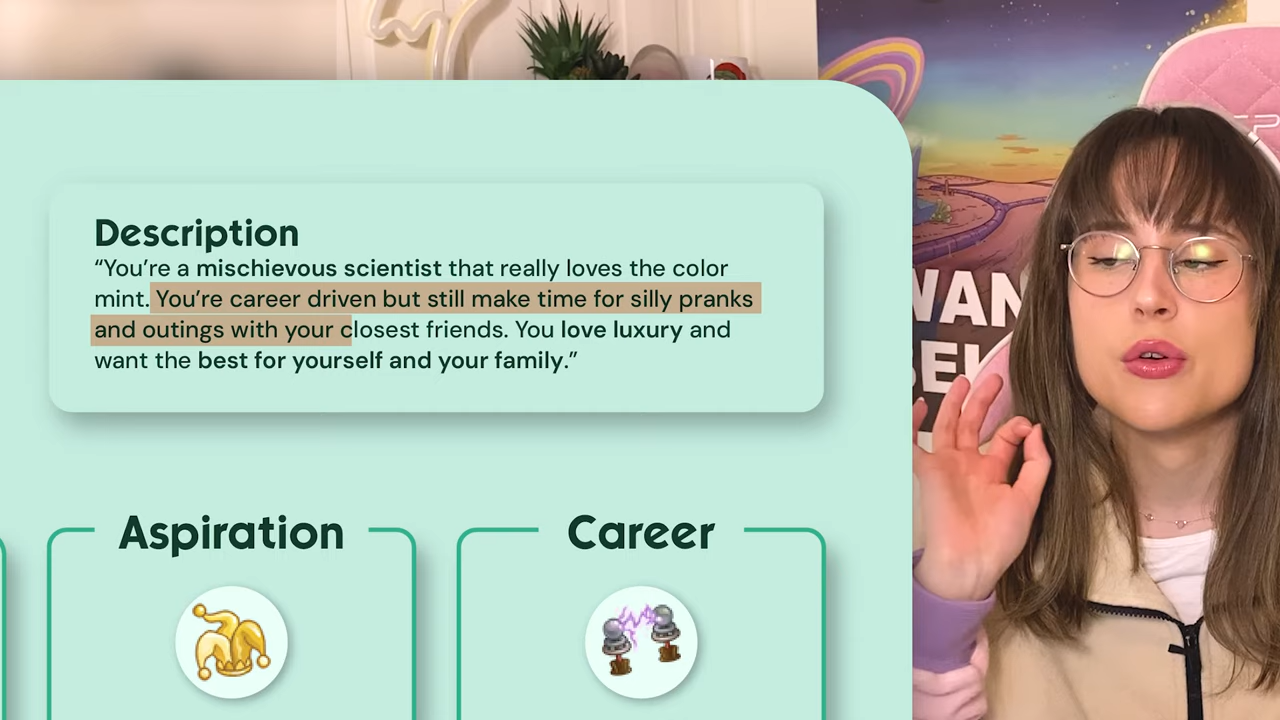 Description
“You’re a mischievous scientist that really loves the color
mint. You’re career driven but still make time for silly pranks
and outings with your closest friends. You love luxury and
want the best for yourself and your family.”
Aspiration
Career